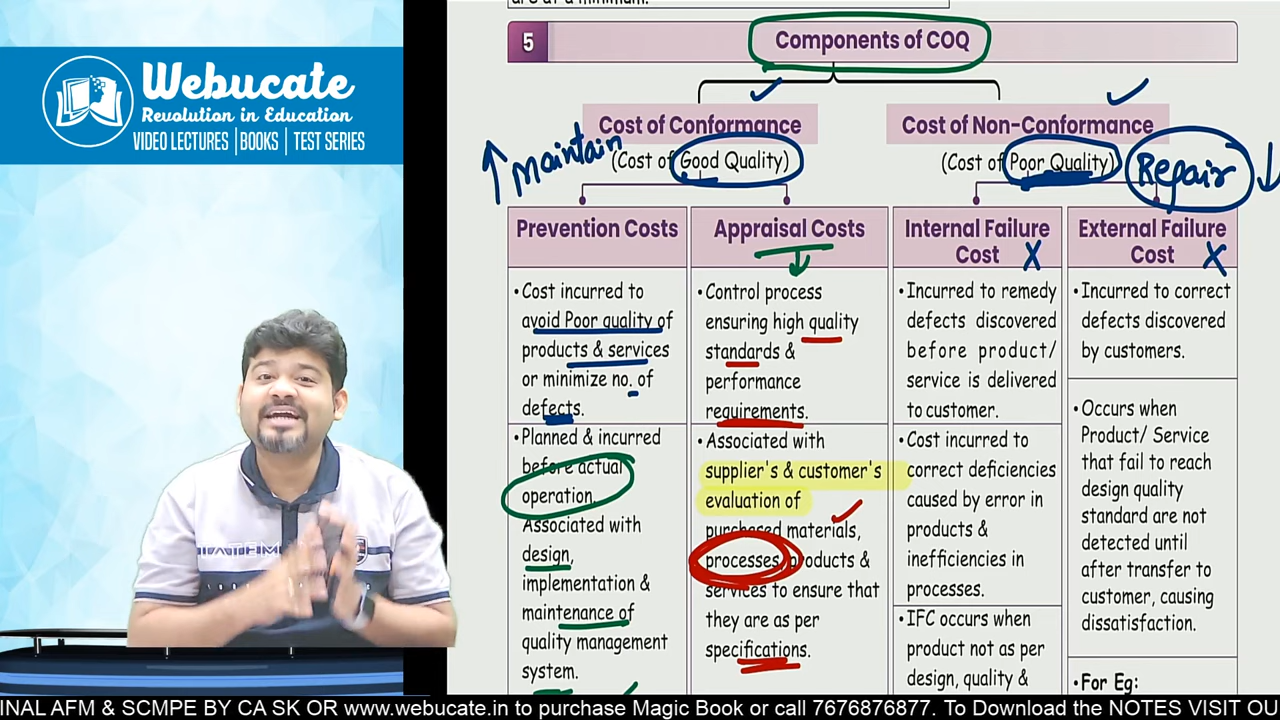 are at a minimum.
5
Components of COQ
Webucate
Revolution in Education
VIDEO LECTURES | BOOKS | TEST SERIES
Cost of Conformance
(Cost of Good Quality)
Maintain
Cost of Non-Conformance
(Cost of Poor Quality)
Repair
Prevention Costs
• Cost incurred to
avoid Poor quality of
products & services
or minimize no. of
defects.
• Planned & incurred
before actual
operation.
Associated with
design,
implementation &
maintenance of
quality management
system.
Appraisal Costs
• Control process
ensuring high quality
standards &
performance
requirements.
• Associated with
supplier's & customer's
evaluation of
purchased materials,
processes, products &
services to ensure that
they are as per
specifications.
Internal Failure
Cost X
• Incurred to remedy
defects discovered
before product/
service is delivered
to customer.
• Cost incurred to
correct deficiencies
caused by error in
products &
inefficiencies in
processes.
• IFC occurs when
product not as per
design, quality &
External Failure
Cost X
• Incurred to correct
defects discovered
by customers.
• Occurs when
Product/ Service
that fail to reach
design quality
standard are not
detected until
after transfer to
customer, causing
dissatisfaction.
• For Eg:
INAL AFM & SCMPE BY CA SK OR www.webucate.in to purchase Magic Book or call 7676876877. To Download the NOTES VISIT OU